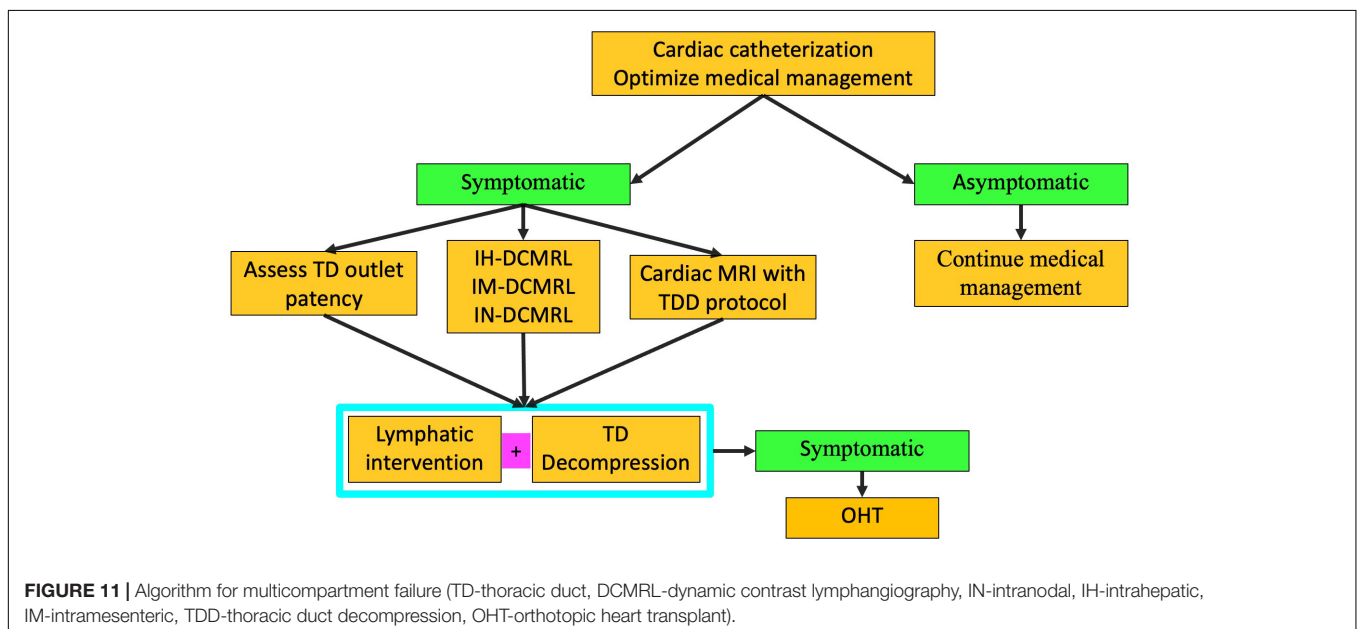 Cardiac catheterization
Optimize medical management
Symptomatic
Asymptomatic
Assess TD outlet
patency
IH-DCMRL
IM-DCMRL
IN-DCMRL
Cardiac MRI with
TDD protocol
Continue medical
management
Lymphatic
intervention
+
TD
Decompression
Symptomatic
OHT
FIGURE 11 | Algorithm for multicompartment failure (TD-thoracic duct, DCMRL-dynamic contrast lymphangiography, IN-intranodal, IH-intrahepatic,
IM-intramesenteric, TDD-thoracic duct decompression, OHT-orthotopic heart transplant).